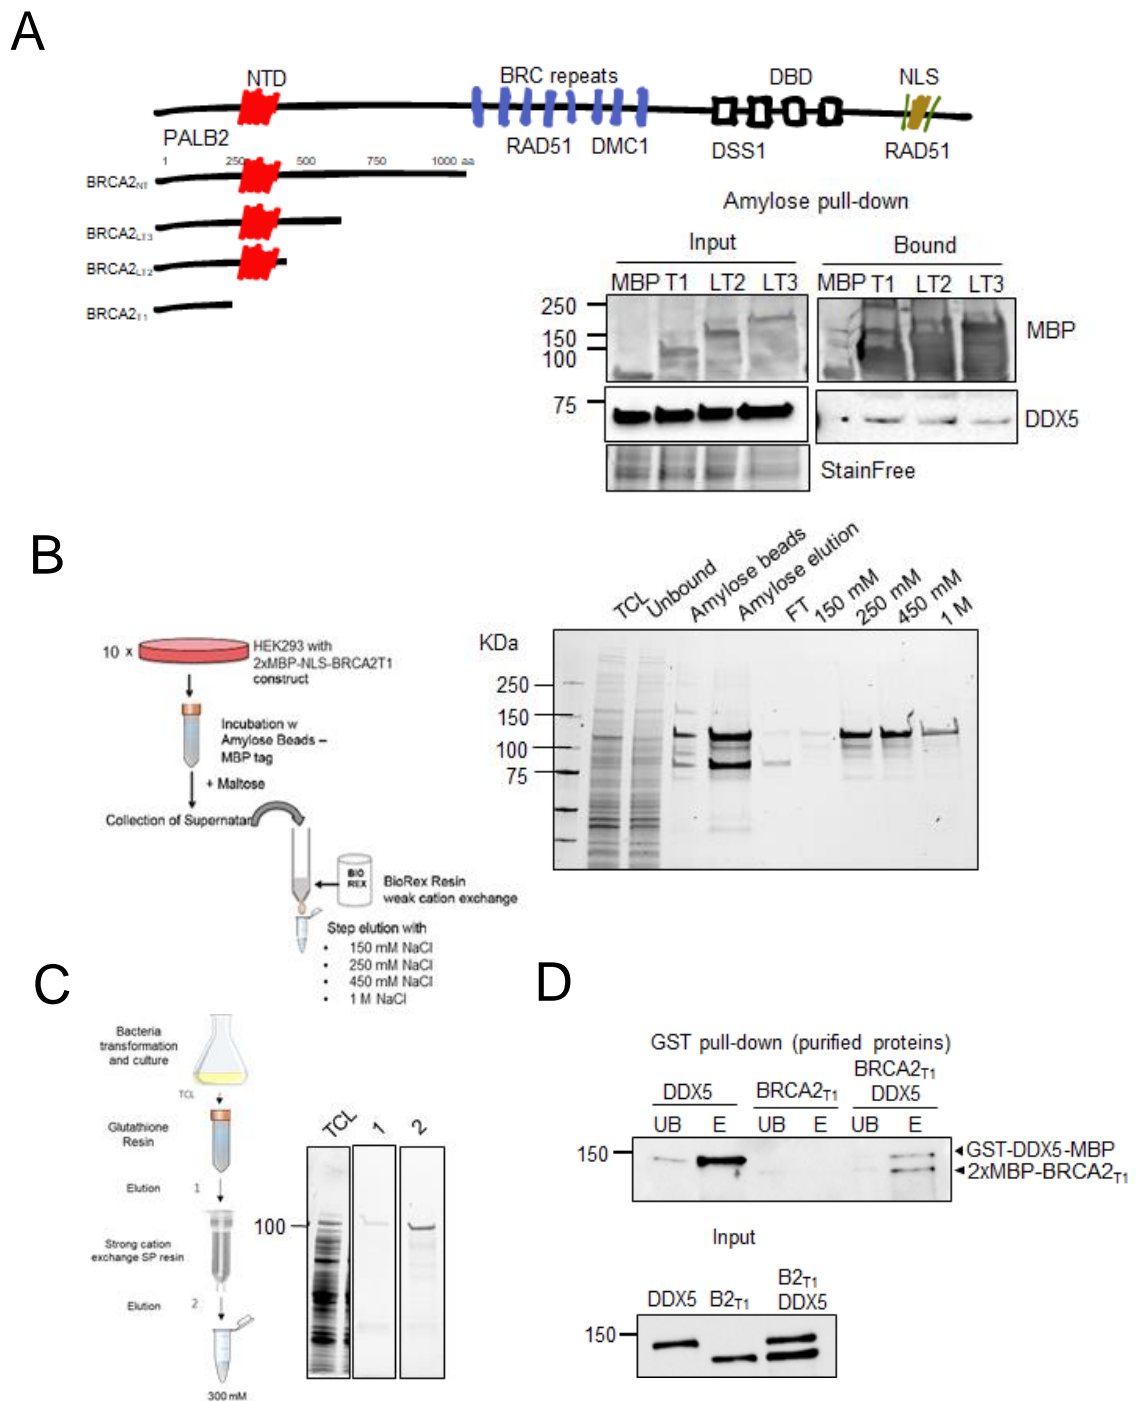 A
NTD
BRC repeats
DBD
NLS
PALB2
RAD51
DMC1
DSS1
RAD51
1
250
500
750
1000 aa
BRCA2NT
BRCA2LT3
BRCA2LT2
BRCA2T1
Amylose pull-down
Input
Bound
MBP T1 LT2 LT3
MBP T1 LT2 LT3
250
150
100
MBP
75
DDX5
StainFree
B
10 x
HEK293 with
2xMBP-NLS-BRCA2T1
construct
Incubation w
Amylose Beads –
MBP tag
+ Maltose
Collection of Supernatan
BIO
REX
BioRex Resin
weak cation exchange
Step elution with
• 150 mM NaCl
• 250 mM NaCl
• 450 mM NaCl
• 1 M NaCl
TCL
Unbound
Amylose beads
Amylose elution
FT
150 mM
250 mM
450 mM
1 M
KDa
250
150
100
75
C
Bacteria
transformation
and culture
TCL
Glutathione
Resin
Elution 1
Strong cation
exchange SP resin
Elution 2
300 mM
TCL 1 2
100
D
GST pull-down (purified proteins)
DDX5
BRCA2T1
BRCA2T1
DDX5
UB E UB E UB E
150
GST-DDX5-MBP
2xMBP-BRCA2T1
Input
DDX5
B2T1
B2T1
DDX5
150